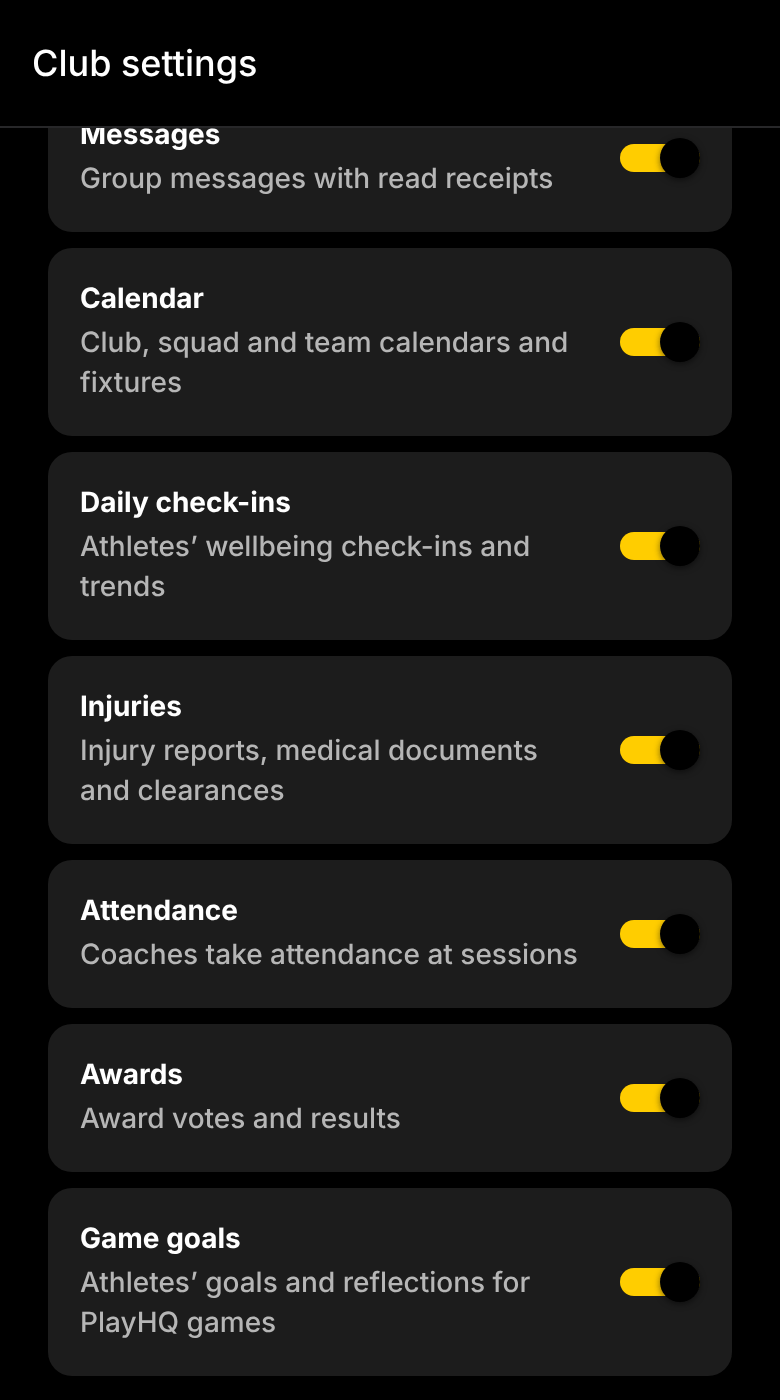 Club settings
Messages
Group messages with read receipts
Calendar
Club, squad and team calendars and
fixtures
Daily check-ins
Athletes’ wellbeing check-ins and
trends
Injuries
Injury reports, medical documents
and clearances
Attendance
Coaches take attendance at sessions
Awards
Award votes and results
Game goals
Athletes’ goals and reflections for
PlayHQ games